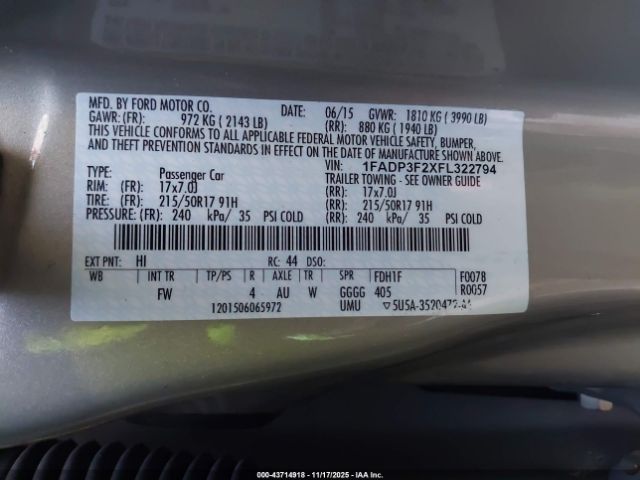 MFD. BY FORD MOTOR CO. DATE: 06/15 GVWR: 1810 KG ( 3990 LB)
GAWR: (FR): 972 KG ( 2143 LB) (RR): 880 KG ( 1940 LB)
THIS VEHICLE CONFORMS TO ALL APPLICABLE FEDERAL MOTOR VEHICLE SAFETY, BUMPER,
AND THEFT PREVENTION STANDARDS IN EFFECT ON THE DATE OF MANUFACTURE SHOWN ABOVE.
VIN: 1FADP3F2XFL322794
TYPE: Passenger Car TRAILER TOWING - SEE OWNER GUIDE
RIM: (FR) 17x7.0J (RR): 17x7.0J
TIRE: (FR) 215/50R17 91H (RR): 215/50R17 91H
PRESSURE: (FR) 240 kPa/ 35 PSI COLD (RR): 240 kPa/ 35 PSI COLD
EXT PNT: HI RC: 44 DSO:
WB INT TR TP/PS R AXLE TR SPR FDH1F F0078
FW 4 AU W GGGG 405 R0057
1201506065972 UMU ▽5U5A-3520472-AA
000-43714918 - 11/17/2025 - IAA Inc.